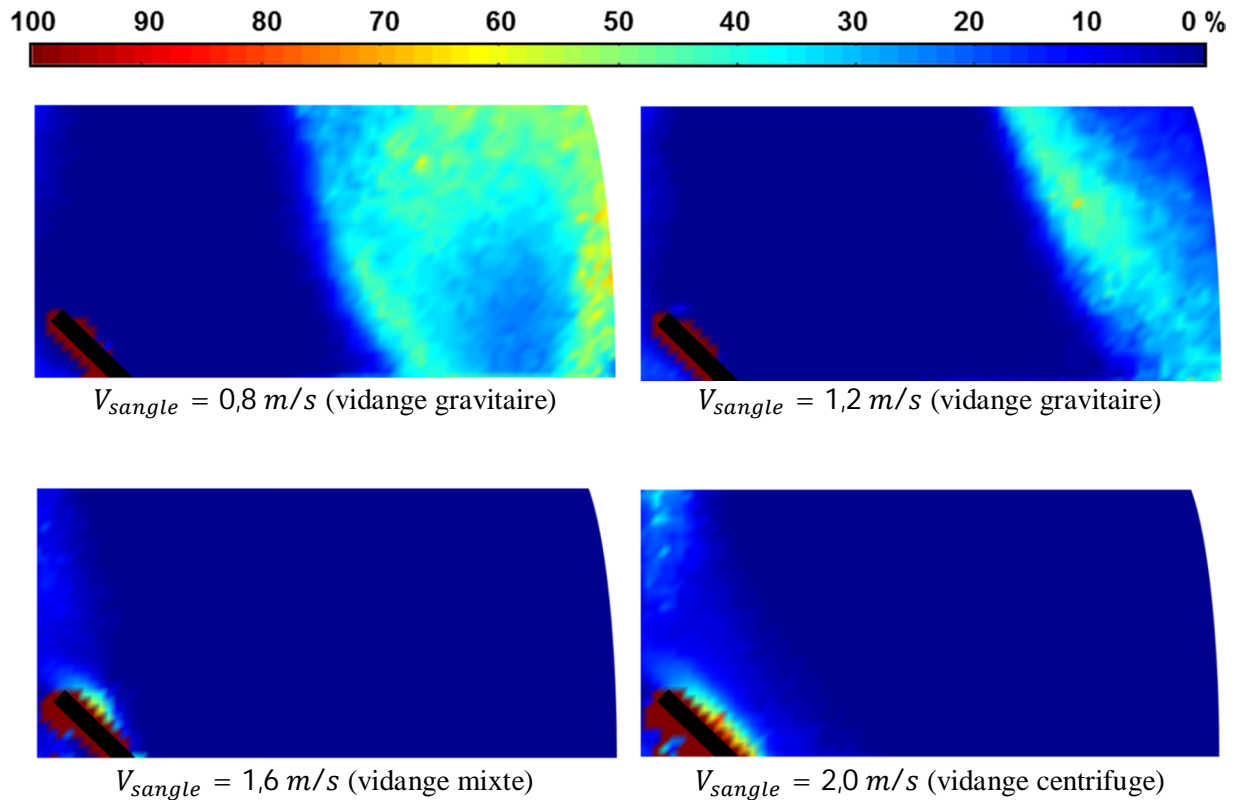 100 90 80 70 60 50 40 30 20 10 0 %
V_sangle = 0,8 m/s (vidange gravitaire)
V_sangle = 1,2 m/s (vidange gravitaire)
V_sangle = 1,6 m/s (vidange mixte)
V_sangle = 2,0 m/s (vidange centrifuge)